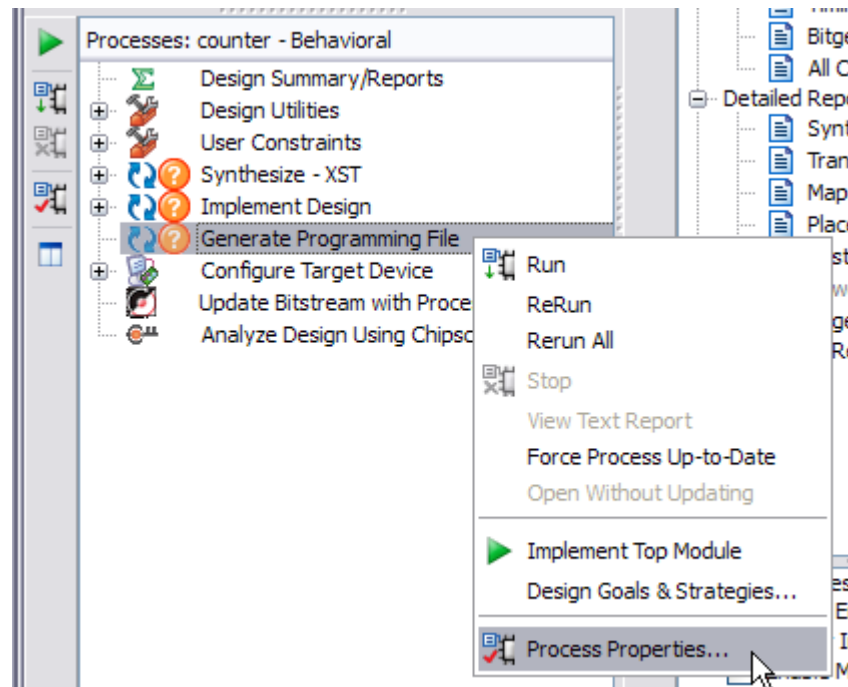 Processes: counter - Behavioral
Design Summary/Reports
Design Utilities
User Constraints
Synthesize - XST
Implement Design
Generate Programming File
Configure Target Device
Update Bitstream with Proce
Analyze Design Using Chipsc
Run
ReRun
Rerun All
Stop
View Text Report
Force Process Up-to-Date
Open Without Updating
Implement Top Module
Design Goals & Strategies...
Process Properties...
Bitge
All C
Detailed Repo
Synt
Tran
Map
Place